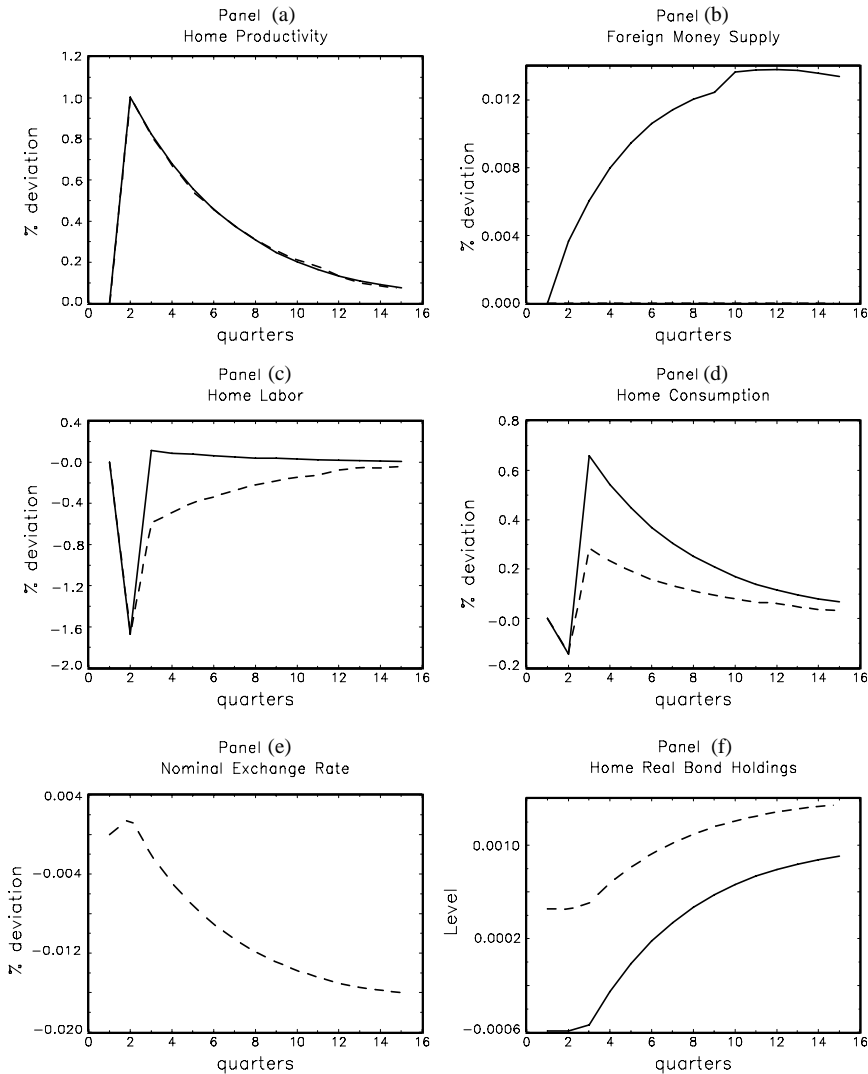 Panel (a)
Home Productivity
% deviation
1.2
1.0
0.8
0.6
0.4
0.2
0.0
0 2 4 6 8 10 12 14 16
quarters
Panel (b)
Foreign Money Supply
% deviation
0.012
0.008
0.004
0.000
0 2 4 6 8 10 12 14 16
quarters
Panel (c)
Home Labor
% deviation
0.4
-0.0
-0.4
-0.8
-1.2
-1.6
-2.0
0 2 4 6 8 10 12 14 16
quarters
Panel (d)
Home Consumption
% deviation
0.8
0.6
0.4
0.2
-0.0
-0.2
0 2 4 6 8 10 12 14 16
quarters
Panel (e)
Nominal Exchange Rate
% deviation
0.004
-0.004
-0.012
-0.020
0 2 4 6 8 10 12 14 16
quarters
Panel (f)
Home Real Bond Holdings
Level
0.0010
0.0002
-0.0006
0 2 4 6 8 10 12 14 16
quarters